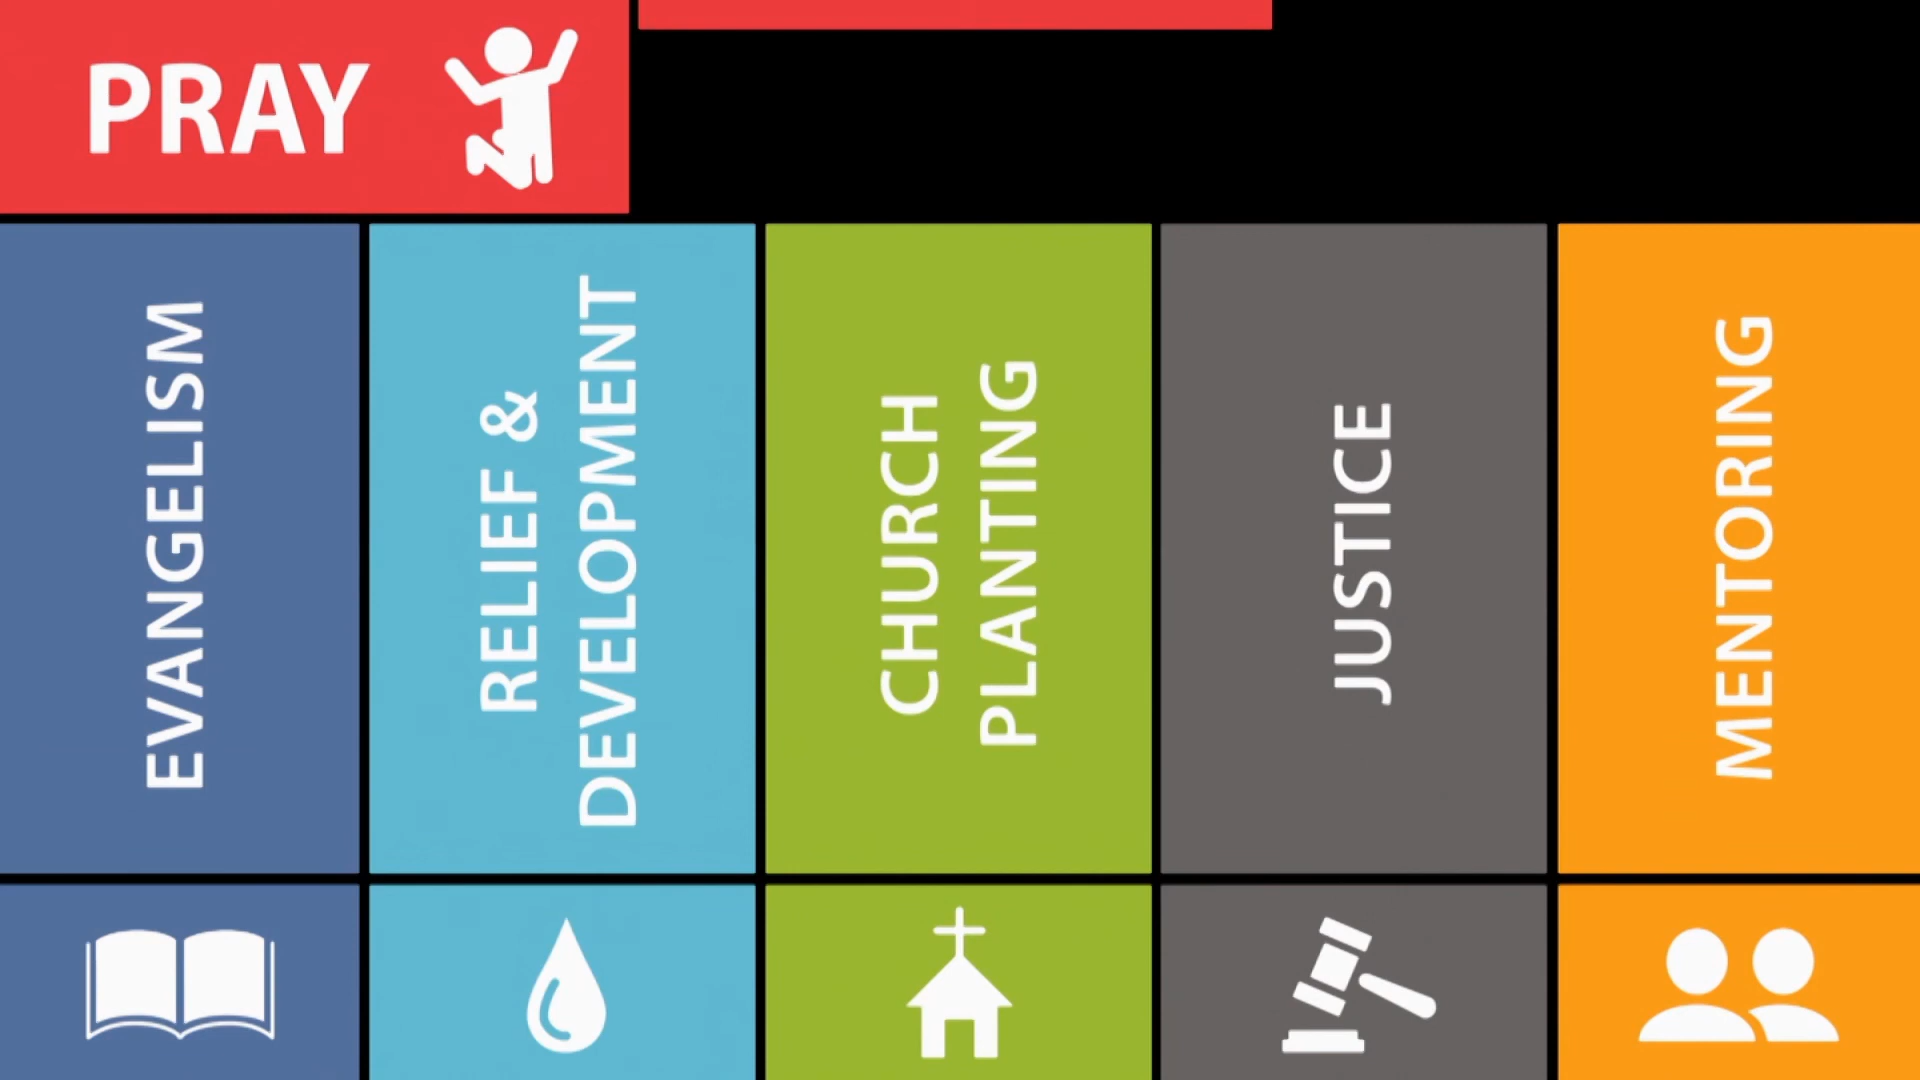 PRAY
EVANGELISM
RELIEF &
DEVELOPMENT
CHURCH
PLANTING
JUSTICE
MENTORING